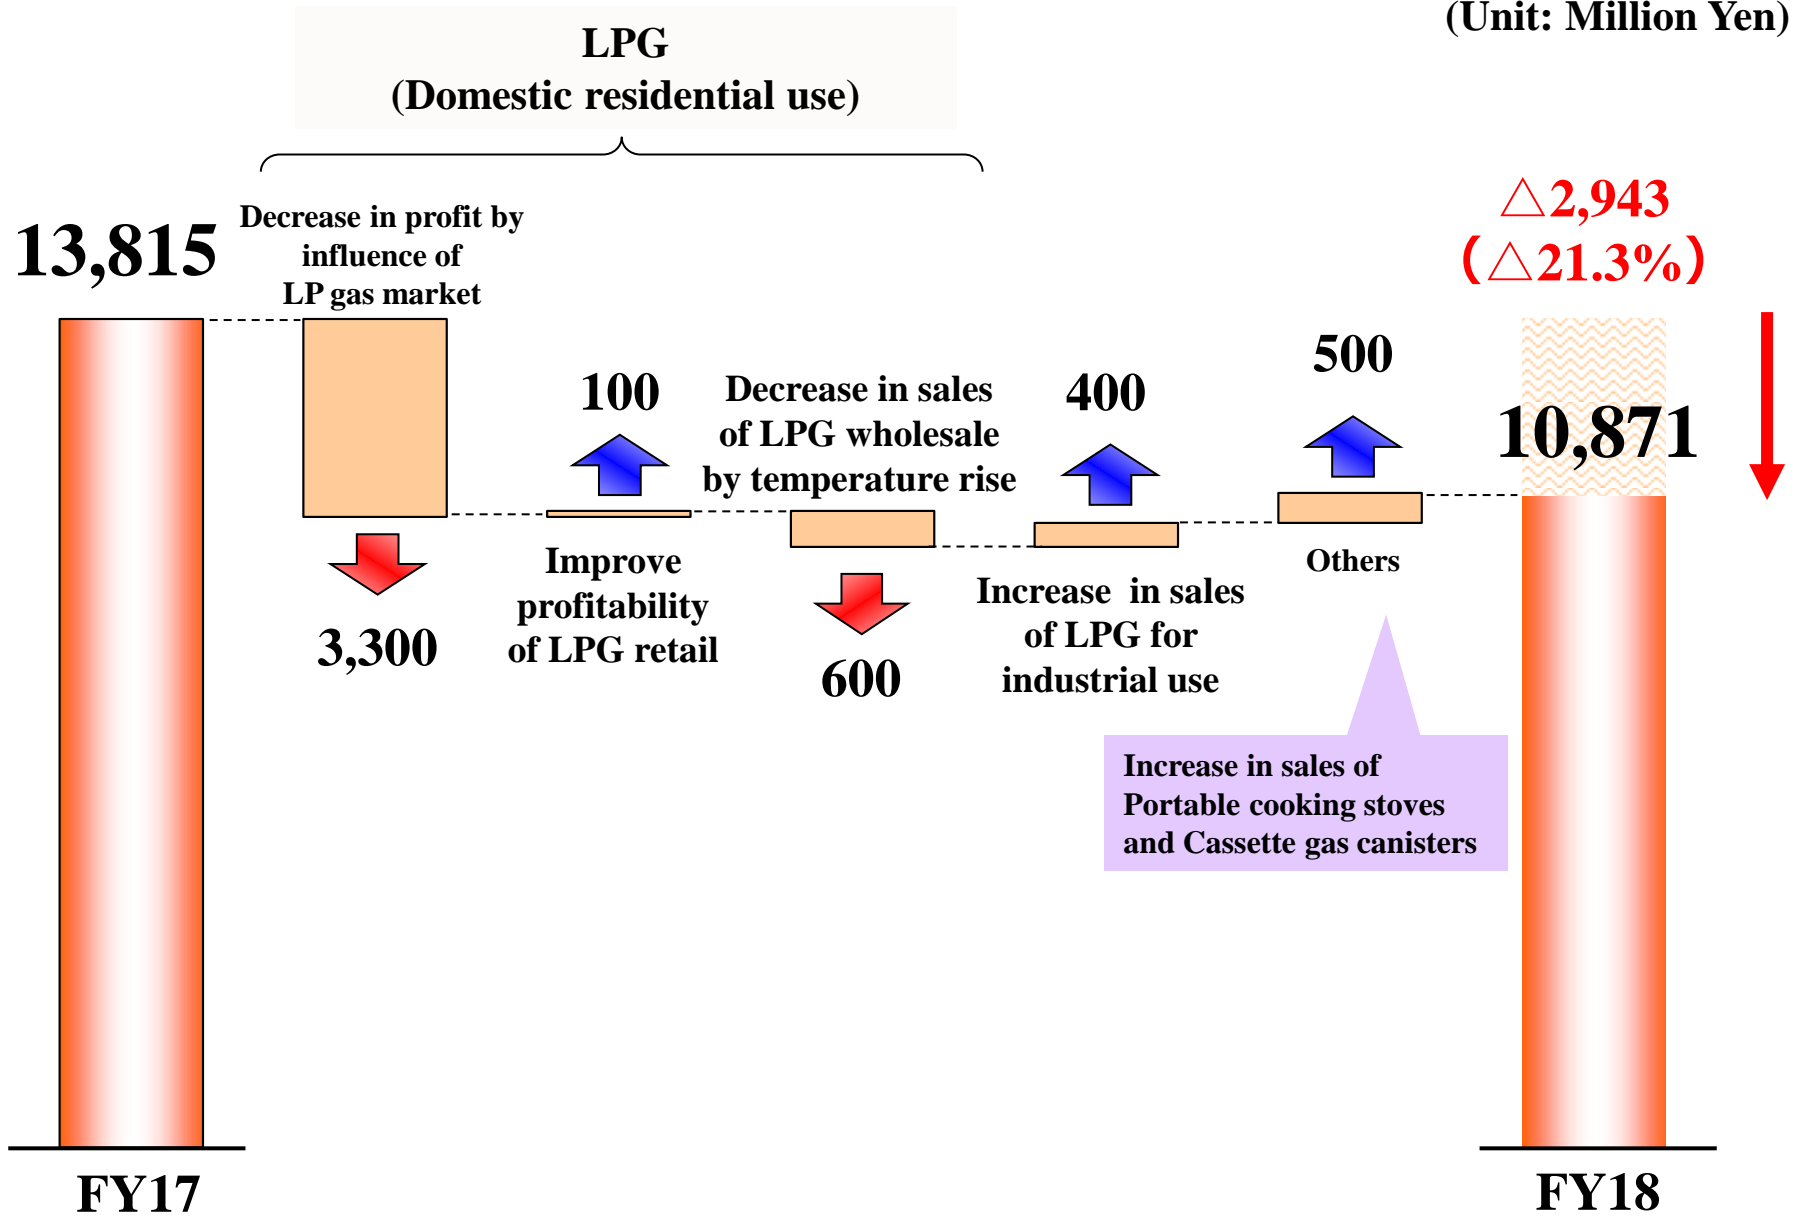 (Unit: Million Yen)
LPG
(Domestic residential use)
13,815
Decrease in profit by
influence of
LP gas market
3,300
100
Improve
profitability
of LPG retail
Decrease in sales
of LPG wholesale
by temperature rise
600
400
Increase in sales
of LPG for
industrial use
500
Others
Increase in sales of
Portable cooking stoves
and Cassette gas canisters
△2,943
(△21.3%)
10,871
FY17
FY18